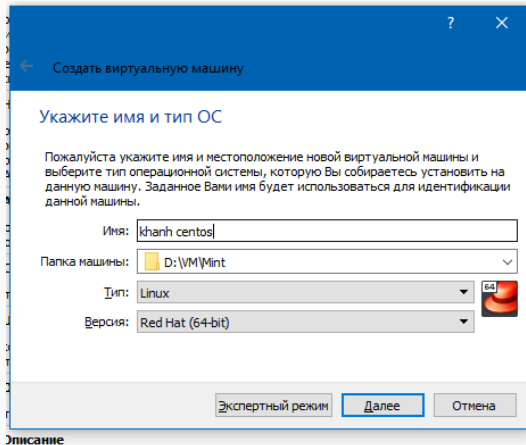 ?
Создать виртуальную машину
Укажите имя и тип ОС
Пожалуйста укажите имя и местоположение новой виртуальной машины и
выберите тип операционной системы, которую Вы собираетесь установить на
данную машину. Заданное Вами имя будет использоваться для идентификации
данной машины.
Имя: khanh centos
Папка машины: D:\VM\Mint
Тип: Linux
64
Версия: Red Hat (64-bit)
Экспертный режим Далее Отмена
Описание